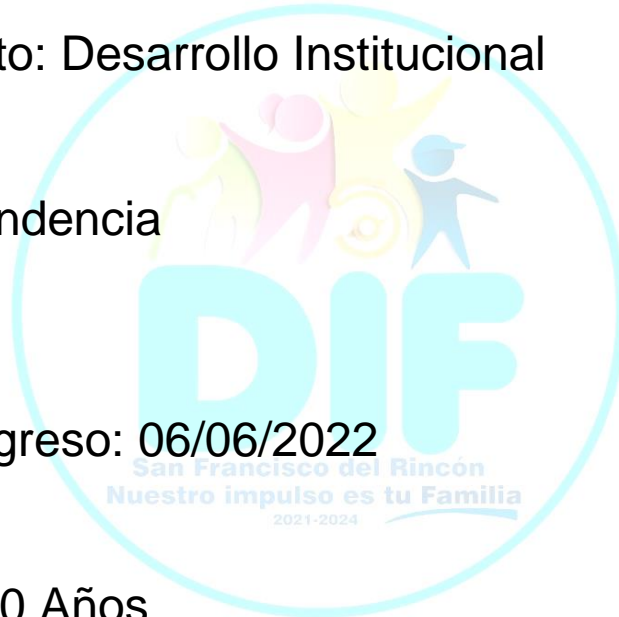 to: Desarrollo Institucional
ndencia
greso: 06/06/2022
DIF
San Francisco del Rincón
Nuestro impulso es tu Familia
2021-2024
0 Años